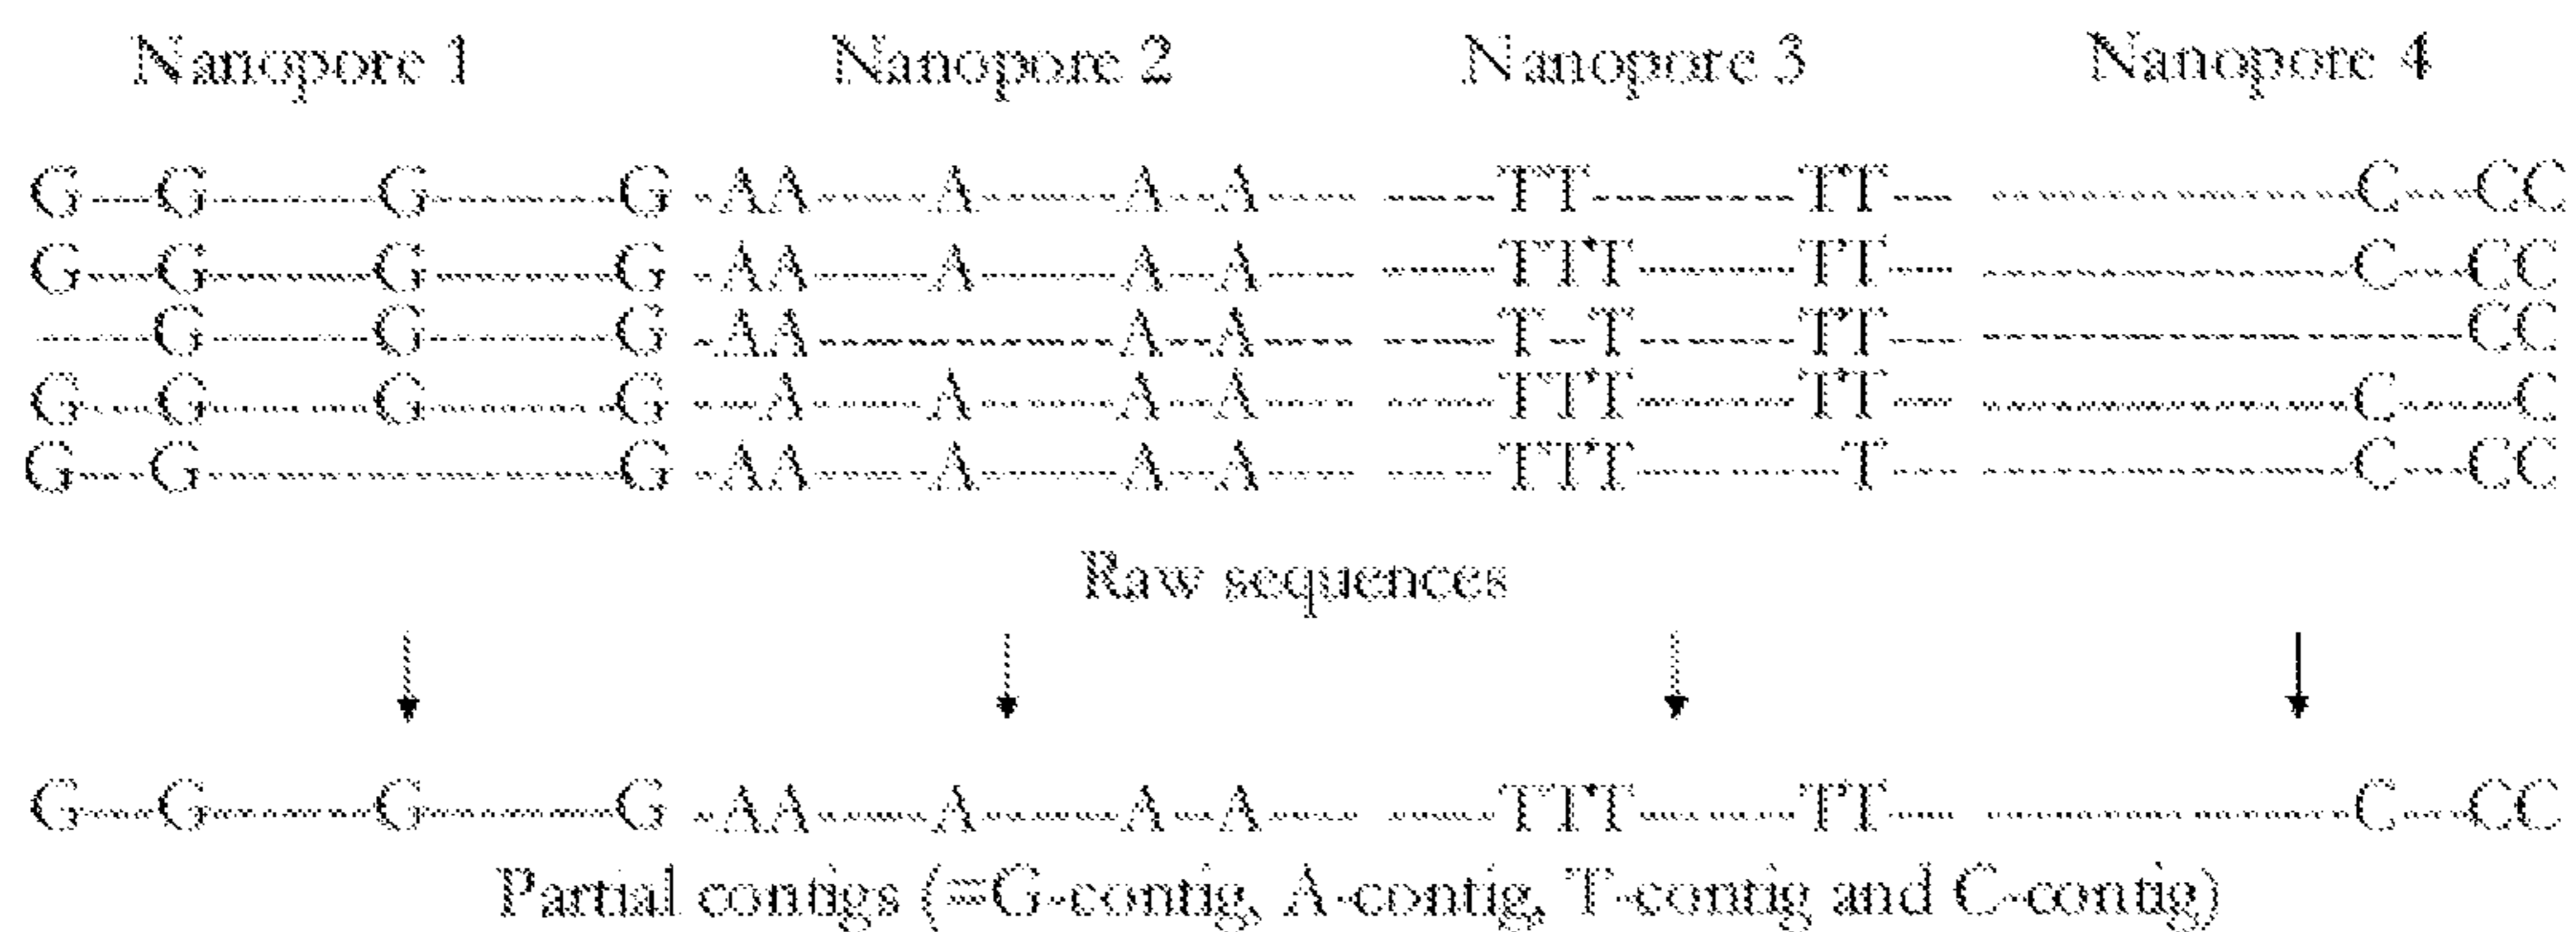 Nanopore 1 Nanopore 2 Nanopore 3 Nanopore 4
G---G--------G--------G -AA-----A------A--A---- ----TT--------TT-- --------------C---CC
G---G--------G--------G -AA-----A------A--A---- ----TTT------TT-- --------------C---CC
----G--------G--------G -AA------------A--A---- ----T-T------TT-- ------------------CC
G---G--------G--------G --A-----A------A--A---- ----TTT------TT-- --------------C----C
G---G-----------------G -AA-----A------A--A---- ----TTT-------T-- --------------C---CC
Raw sequences
G---G--------G--------G -AA-----A------A--A---- ----TTT------TT-- --------------C---CC
Partial contigs (=G-contig, A-contig, T-contig and C-contig)